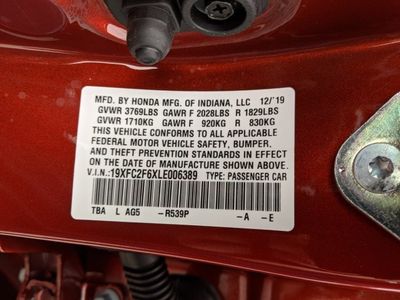 MFD. BY HONDA MFG. OF INDIANA, LLC 12/'19
GVWR 3769LBS GAWR F 2028LBS R 1829LBS
GVWR 1710KG GAWR F 920KG R 830KG
THIS VEHICLE CONFORMS TO ALL APPLICABLE
FEDERAL MOTOR VEHICLE SAFETY, BUMPER,
AND THEFT PREVENTION STANDARDS IN EFFECT
ON THE DATE OF MANUFACTURE SHOWN ABOVE.
V.I.N.: 19XFC2F6XLE006389 TYPE: PASSENGER CAR
TBA L AG5 -R539P -A -E